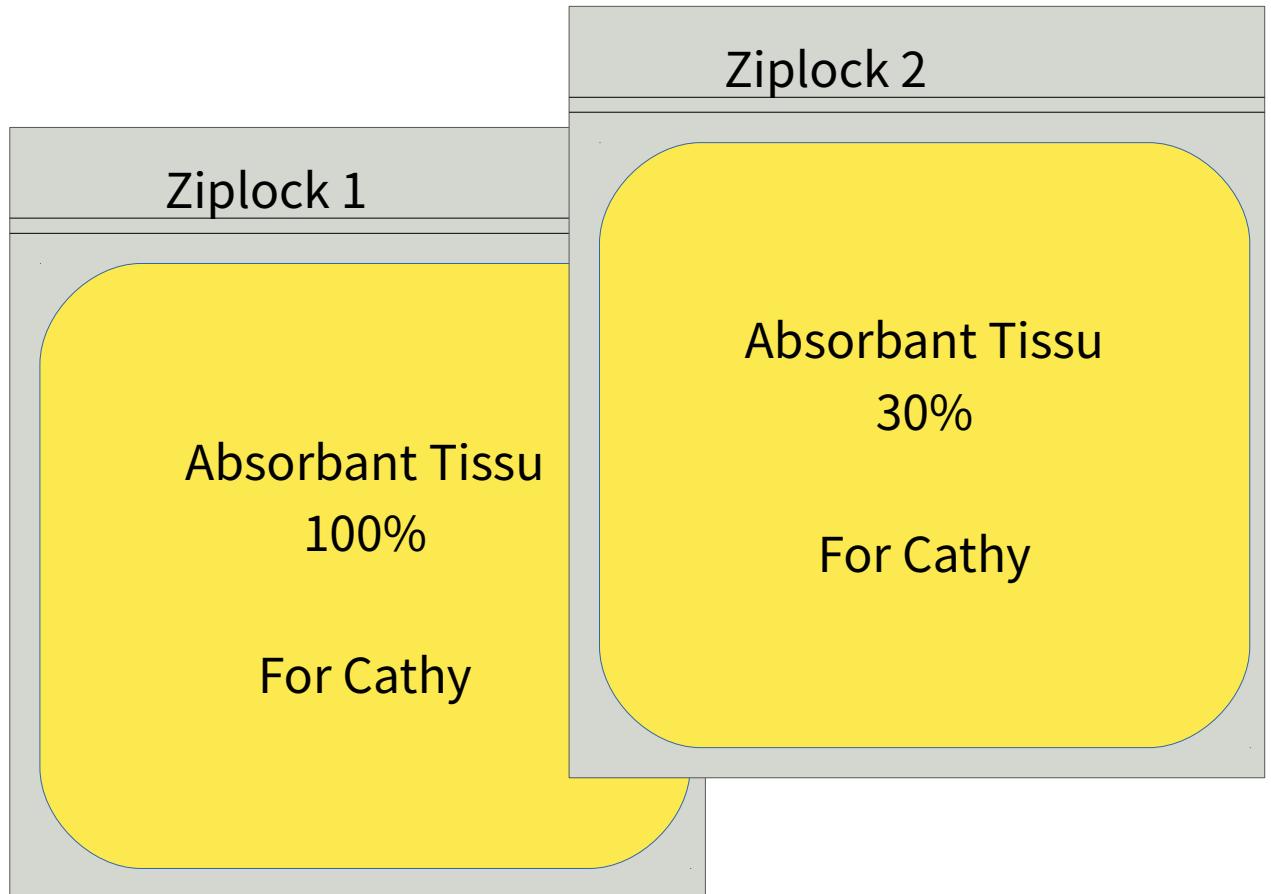 Ziplock 1
Absorbant Tissu
100%
For Cathy
Ziplock 2
Absorbant Tissu
30%
For Cathy